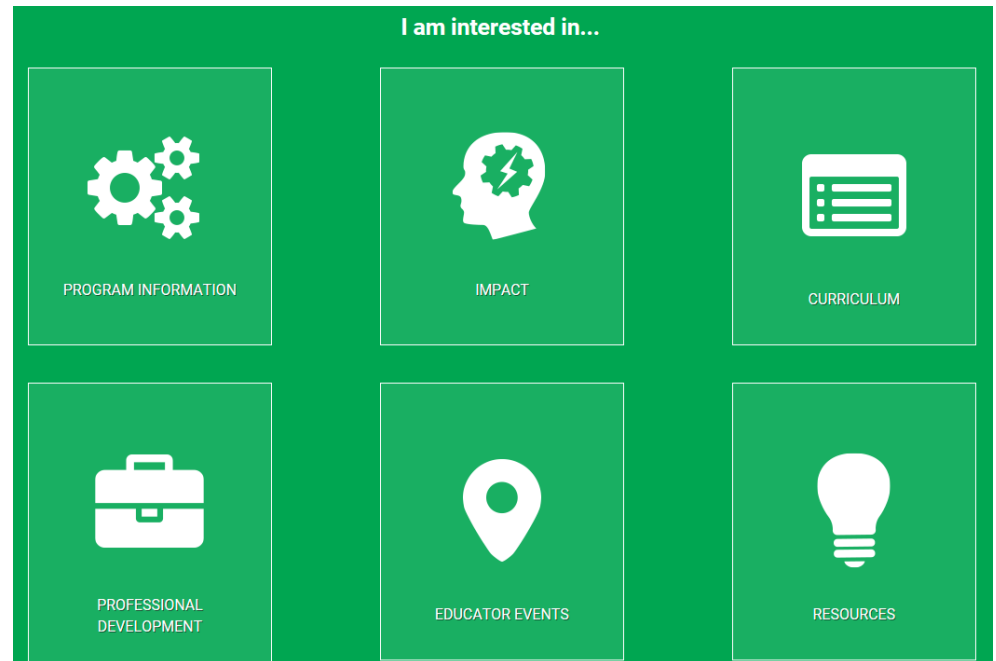 I am interested in...
PROGRAM INFORMATION
IMPACT
CURRICULUM
PROFESSIONAL
DEVELOPMENT
EDUCATOR EVENTS
RESOURCES